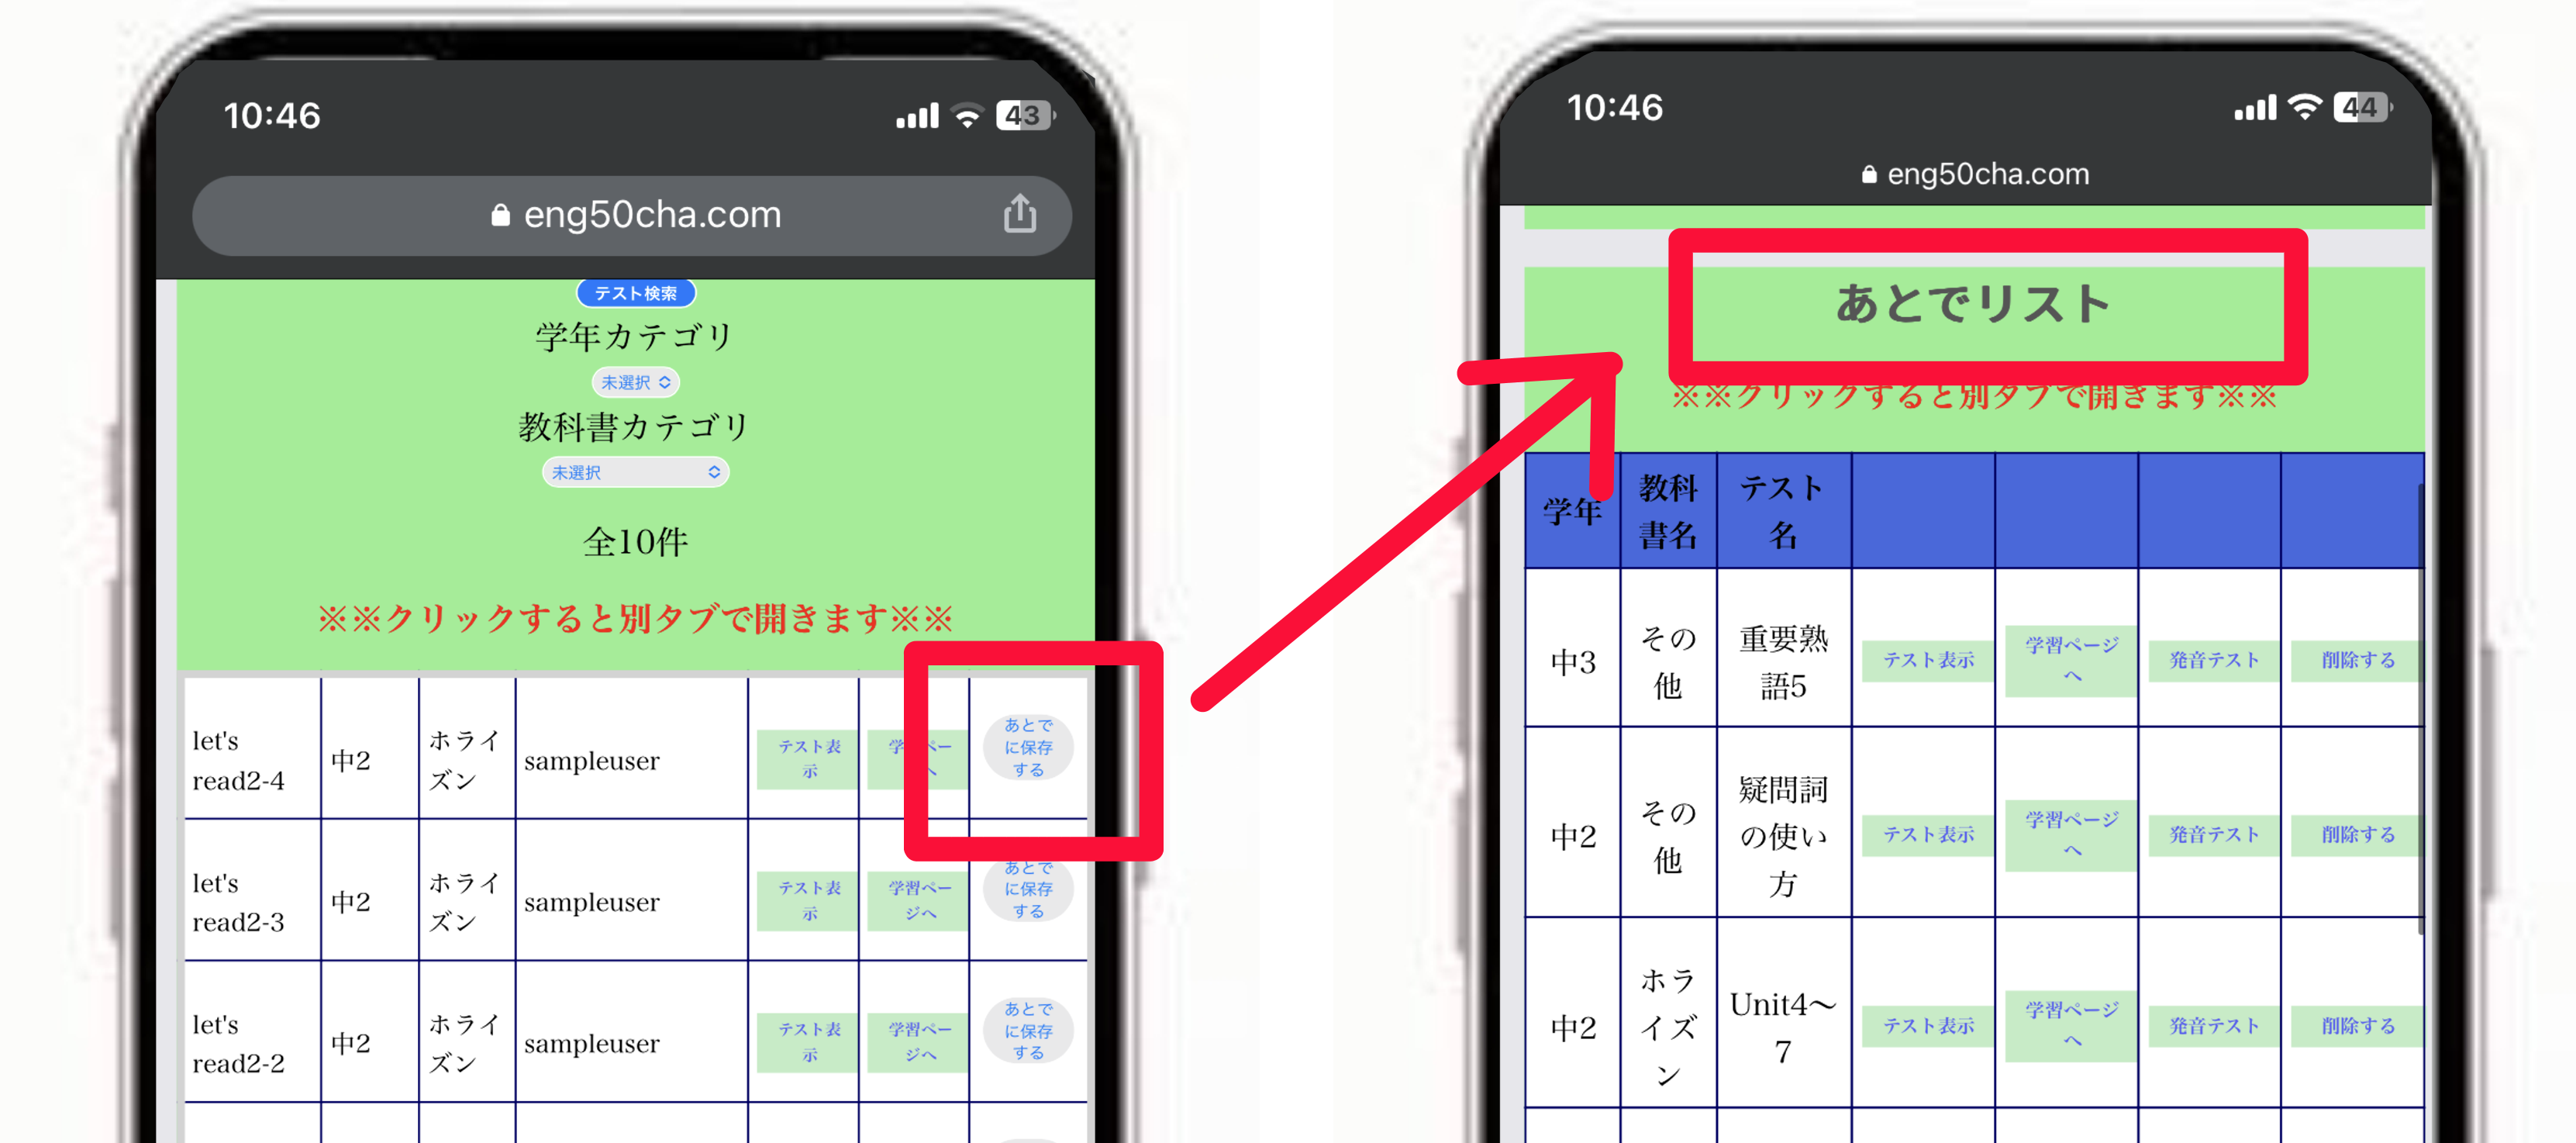 10:46
43
eng50cha.com
テスト検索
学年カテゴリ
未選択
教科書カテゴリ
未選択
全10件
※※クリックすると別タブで開きます※※
let's
read2-4
中2
ホライ
ズン
sampleuser
テスト表
示
あとで
に保存
する
let's
read2-3
中2
ホライ
ズン
sampleuser
テスト表
示
学習ペー
ジへ
あとで
に保存
する
let's
read2-2
中2
ホライ
ズン
sampleuser
テスト表
示
学習ペー
ジへ
あとで
に保存
する
10:46
44
eng50cha.com
あとでリスト
※※クリックすると別タブで開きます※※
学年
教科
書名
テスト
名
中3
その
他
重要熟
語5
テスト表示
学習ページ
へ
発音テスト
削除する
中2
その
他
疑問詞
の使い
方
テスト表示
学習ページ
へ
発音テスト
削除する
中2
ホラ
イズ
ン
Unit4～
7
テスト表示
学習ページ
へ
発音テスト
削除する